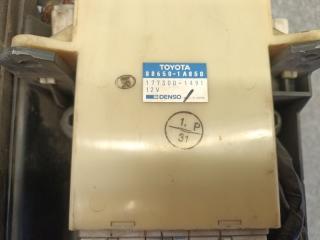 TOYOTA
88650-1A850
177300-1491
12V
DENSO
1. P
31